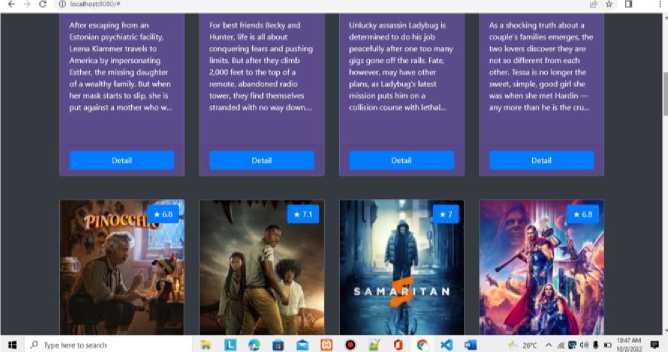 localhost:8080/#
After escaping from an
Estonian psychiatric facility,
Leena Klammer travels to
America by impersonating
Esther, the missing daughter
of a wealthy family. But when
her mask starts to slip, she is
put against a mother who w...
Detail
For best friends Becky and
Hunter, life is all about
conquering fears and pushing
limits. But after they climb
2,000 feet to the top of a
remote, abandoned radio
tower, they find themselves
stranded with no way down....
Detail
Unlucky assassin Ladybug is
determined to do his job
peacefully after one too many
gigs gone off the rails. Fate,
however, may have other
plans, as Ladybug's latest
mission puts him on a
collision course with lethal...
Detail
As a shocking truth about a
couple's families emerges, the
two lovers discover they are
not so different from each
other. Tessa is no longer the
sweet, simple, good girl she
was when she met Hardin —
any more than he is the cru...
Detail
PINOCCHIO
★ 6.8
★ 7.1
★ 7
SAMARITAN
★ 6.8
Type here to search
26°C
10:47 AM
10/2/2022